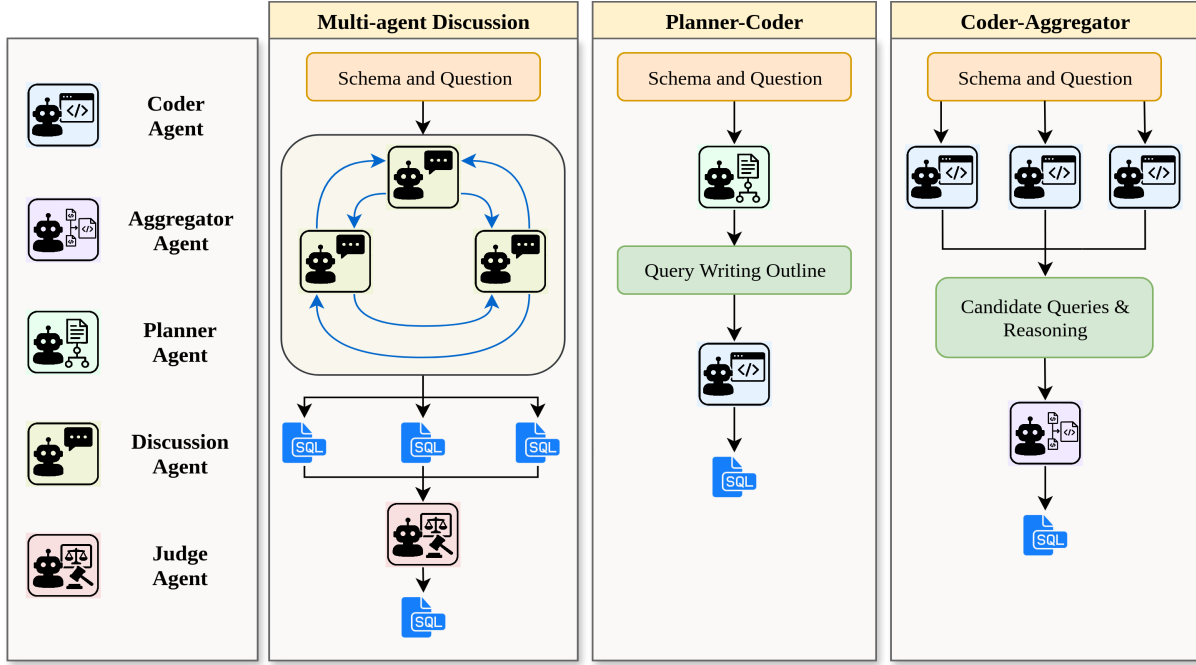 Coder
Agent
Aggregator
Agent
Planner
Agent
Discussion
Agent
Judge
Agent
Multi-agent Discussion
Schema and Question
SQL
SQL
SQL
SQL
Planner-Coder
Schema and Question
Query Writing Outline
</>
SQL
Coder-Aggregator
Schema and Question
</>
</>
</>
Candidate Queries &
Reasoning
SQL